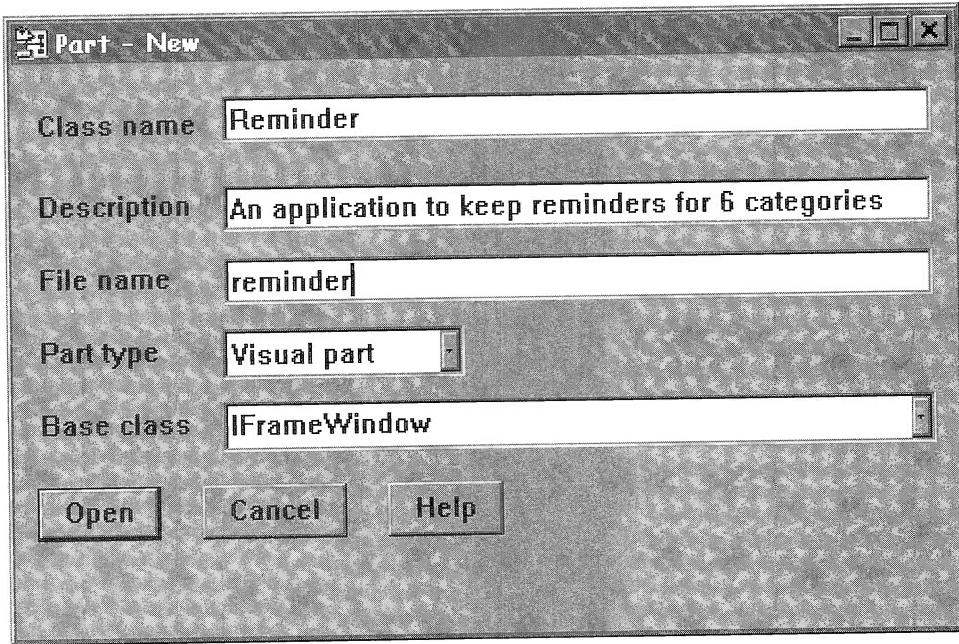 Part - New
Class name Reminder
Description An application to keep reminders for 6 categories
File name reminder
Part type Visual part
Base class IFrameWindow
Open Cancel Help